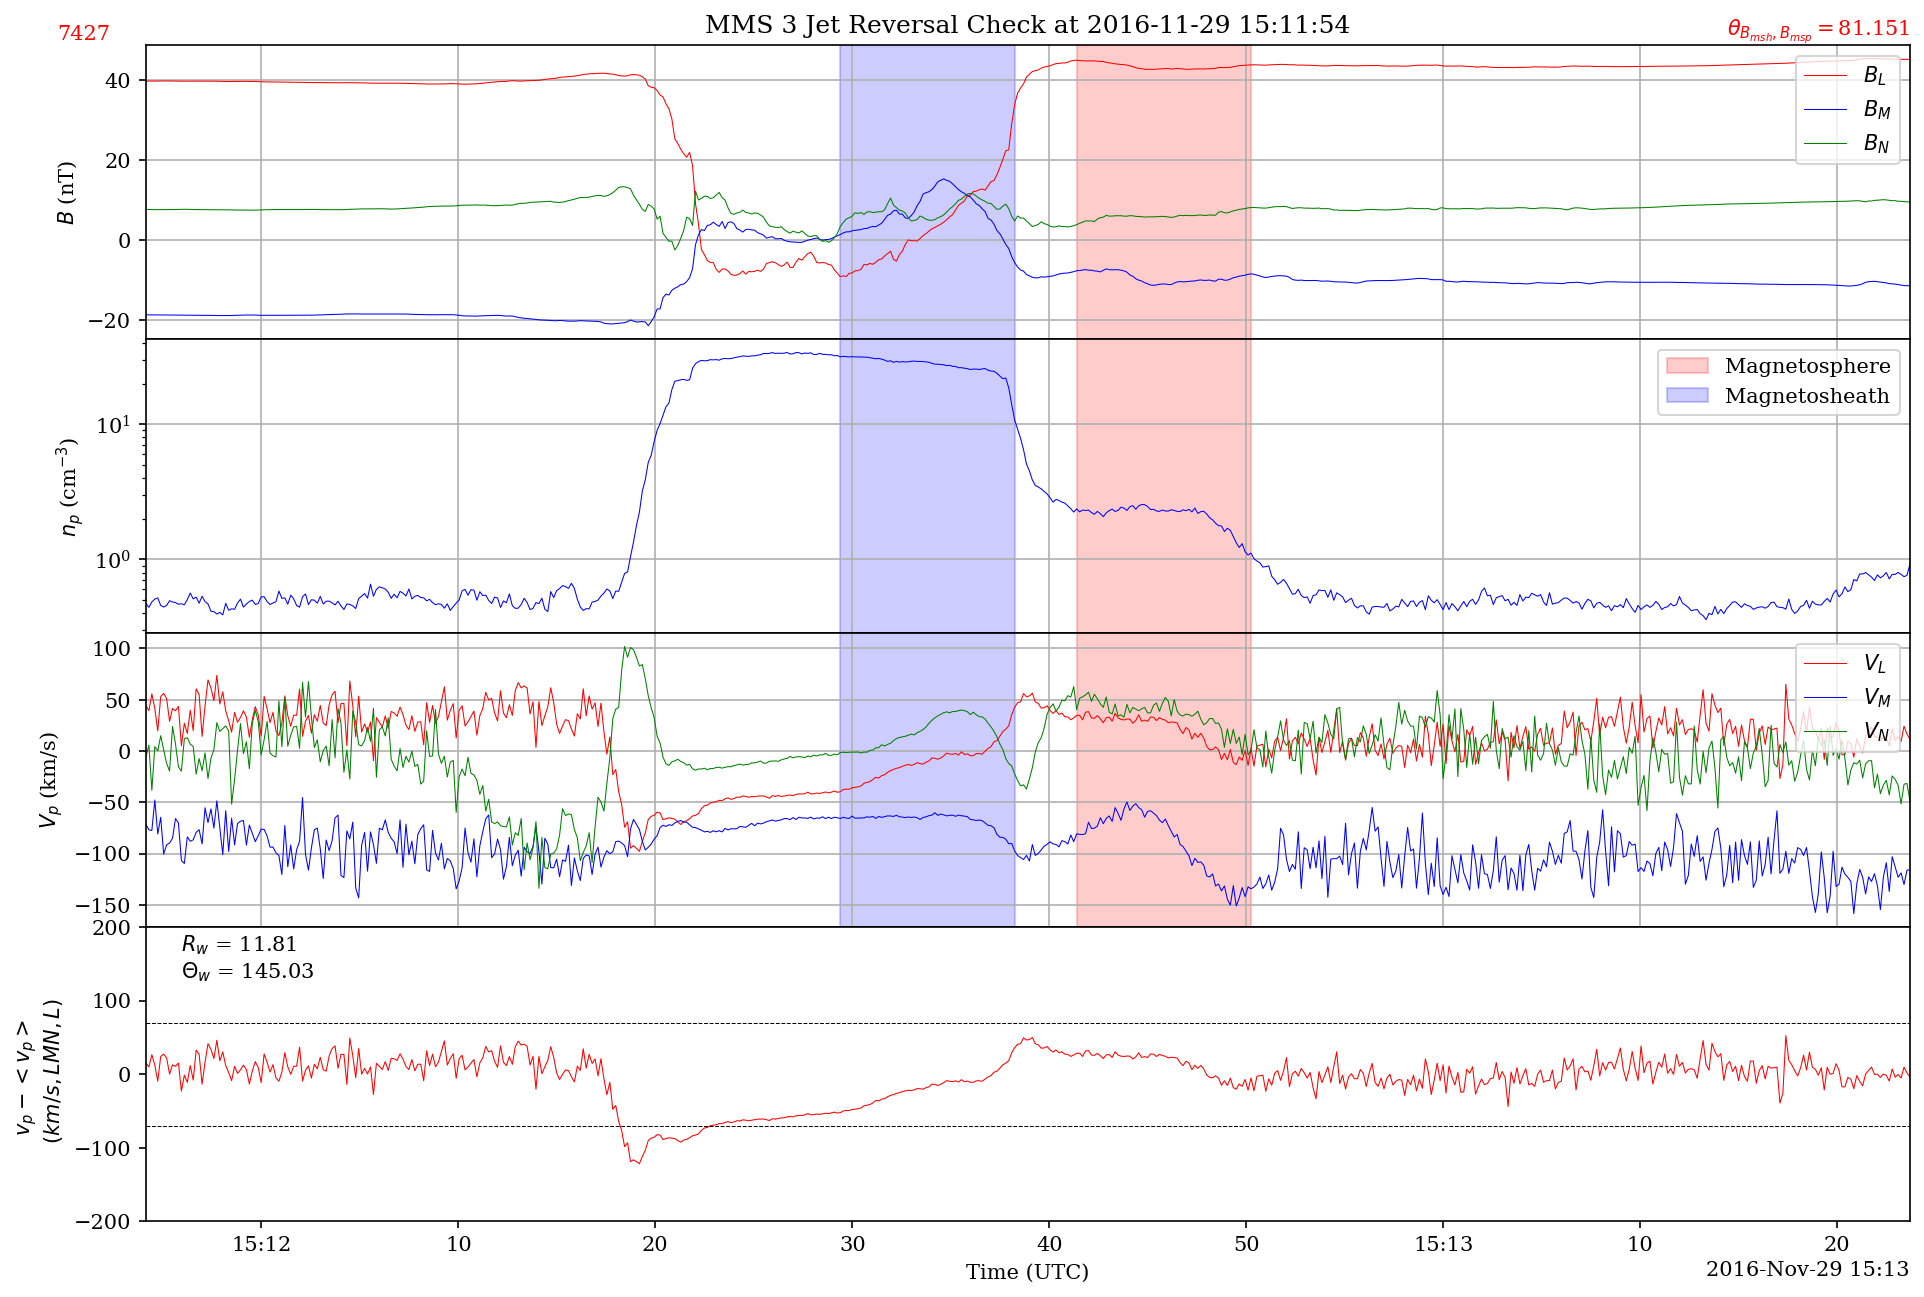 7427
MMS 3 Jet Reversal Check at 2016-11-29 15:11:54
θ_{B_{msh}, B_{msp}} = 81.151
B (nT)
40
20
0
−20
B_L
B_M
B_N
n_p (cm^{−3})
10^1
10^0
Magnetosphere
Magnetosheath
V_p (km/s)
100
50
0
−50
−100
−150
V_L
V_M
V_N
v_p − < v_p >
(km/s, LMN, L)
200
100
0
−100
−200
R_w = 11.81
Θ_w = 145.03
15:12 10 20 30 40 50 15:13 10 20
Time (UTC)
2016-Nov-29 15:13